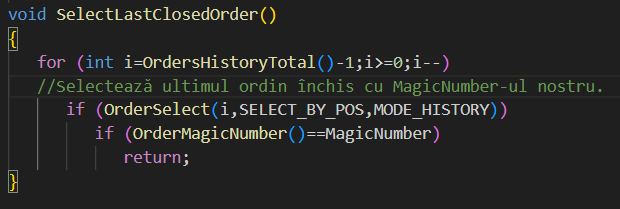 void SelectLastClosedOrder()
{
for (int i=OrdersHistoryTotal()-1;i>=0;i--)
//Selectează ultimul ordin închis cu MagicNumber-ul nostru.
if (OrderSelect(i,SELECT_BY_POS,MODE_HISTORY))
if (OrderMagicNumber()==MagicNumber)
return;
}